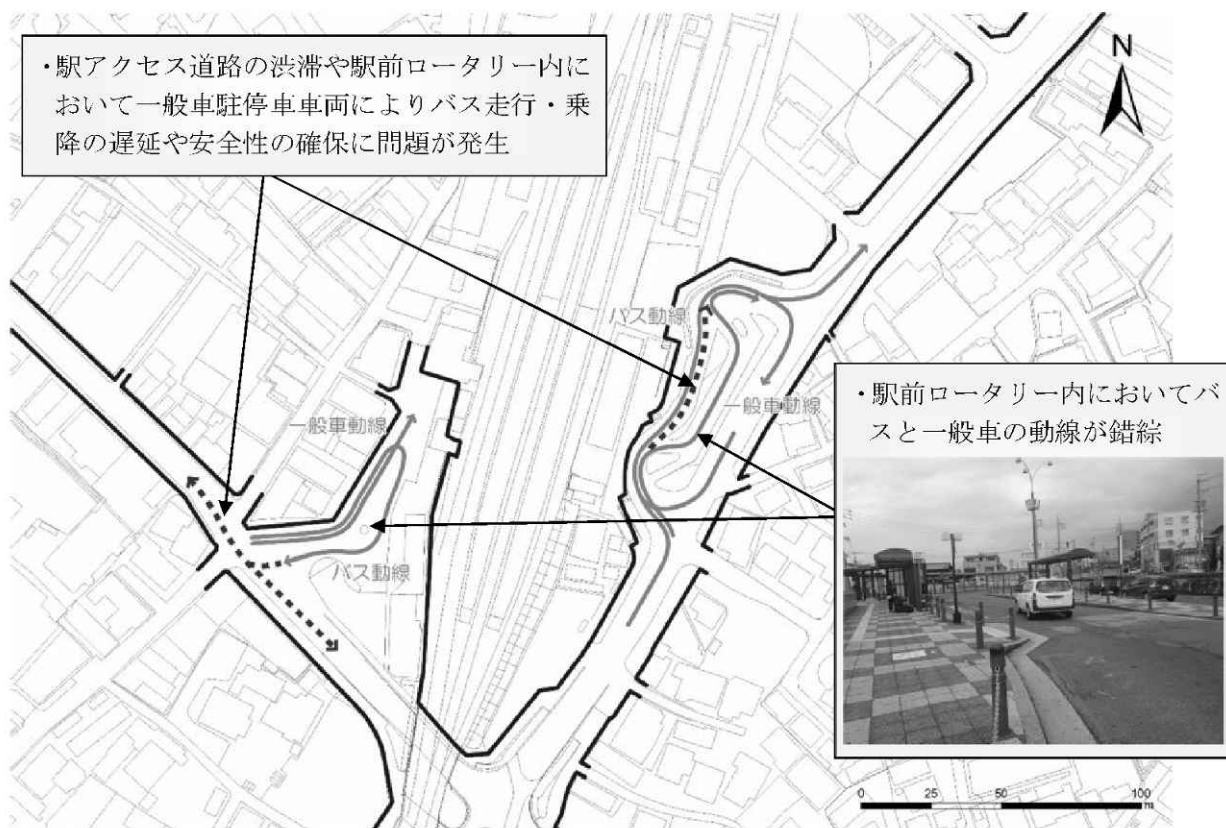 ・駅アクセス道路の渋滞や駅前ロータリー内に
おいて一般車駐停車車両によりバス走行・乗
降の遅延や安全性の確保に問題が発生
N
バス動線
一般車動線
一般車動線
バス動線
・駅前ロータリー内においてバ
スと一般車の動線が錯綜
0 25 50 100
m